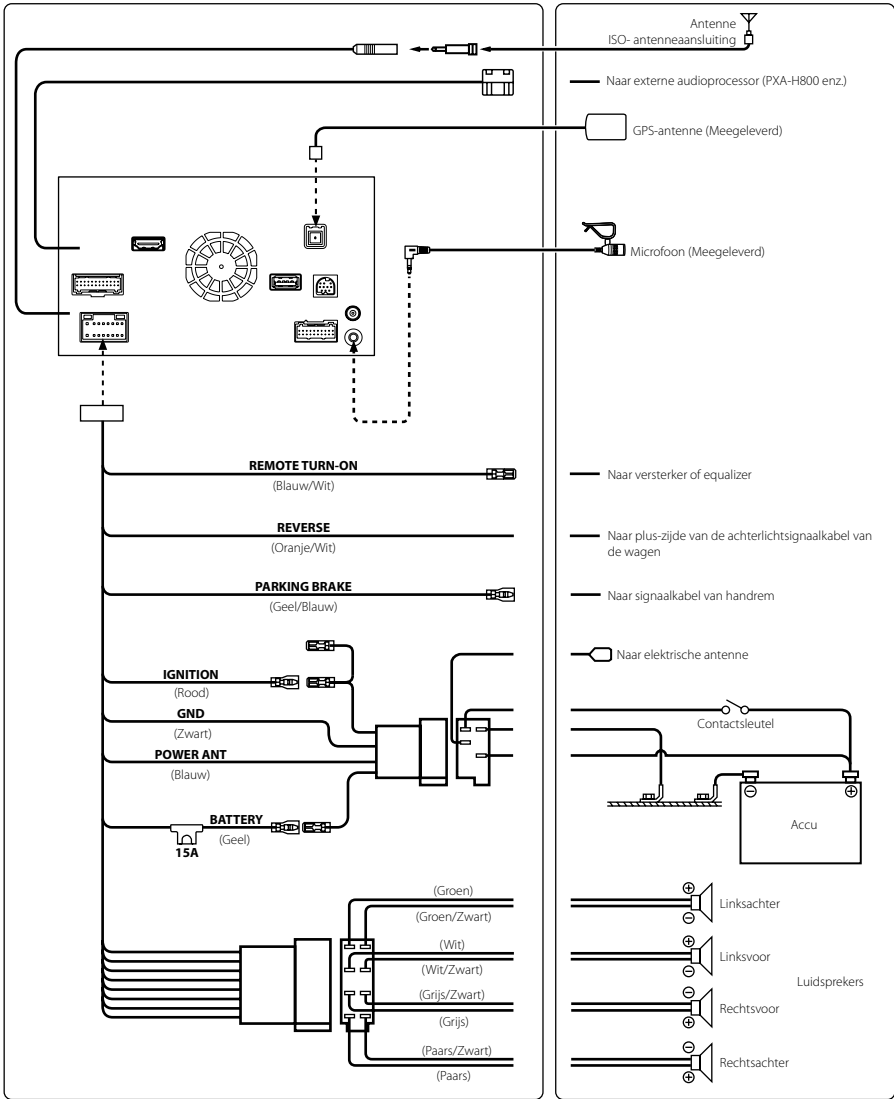 Antenne
ISO- antenneaansluiting
Naar externe audioprocessor (PXA-H800 enz.)
GPS-antenne (Meegeleverd)
Microfoon (Meegeleverd)
REMOTE TURN-ON
(Blauw/Wit)
Naar versterker of equalizer
REVERSE
(Oranje/Wit)
Naar plus-zijde van de achterlichtsignaalkabel van
de wagen
PARKING BRAKE
(Geel/Blauw)
Naar signaalkabel van handrem
Naar elektrische antenne
IGNITION
(Rood)
GND
(Zwart)
Contactsleutel
POWER ANT
(Blauw)
BATTERY
(Geel)
15A
Accu
(Groen)
(Groen/Zwart)
Linksachter
(Wit)
(Wit/Zwart)
Linksvoor
Luidsprekers
(Grijs/Zwart)
(Grijs)
Rechtsvoor
(Paars/Zwart)
(Paars)
Rechtsachter